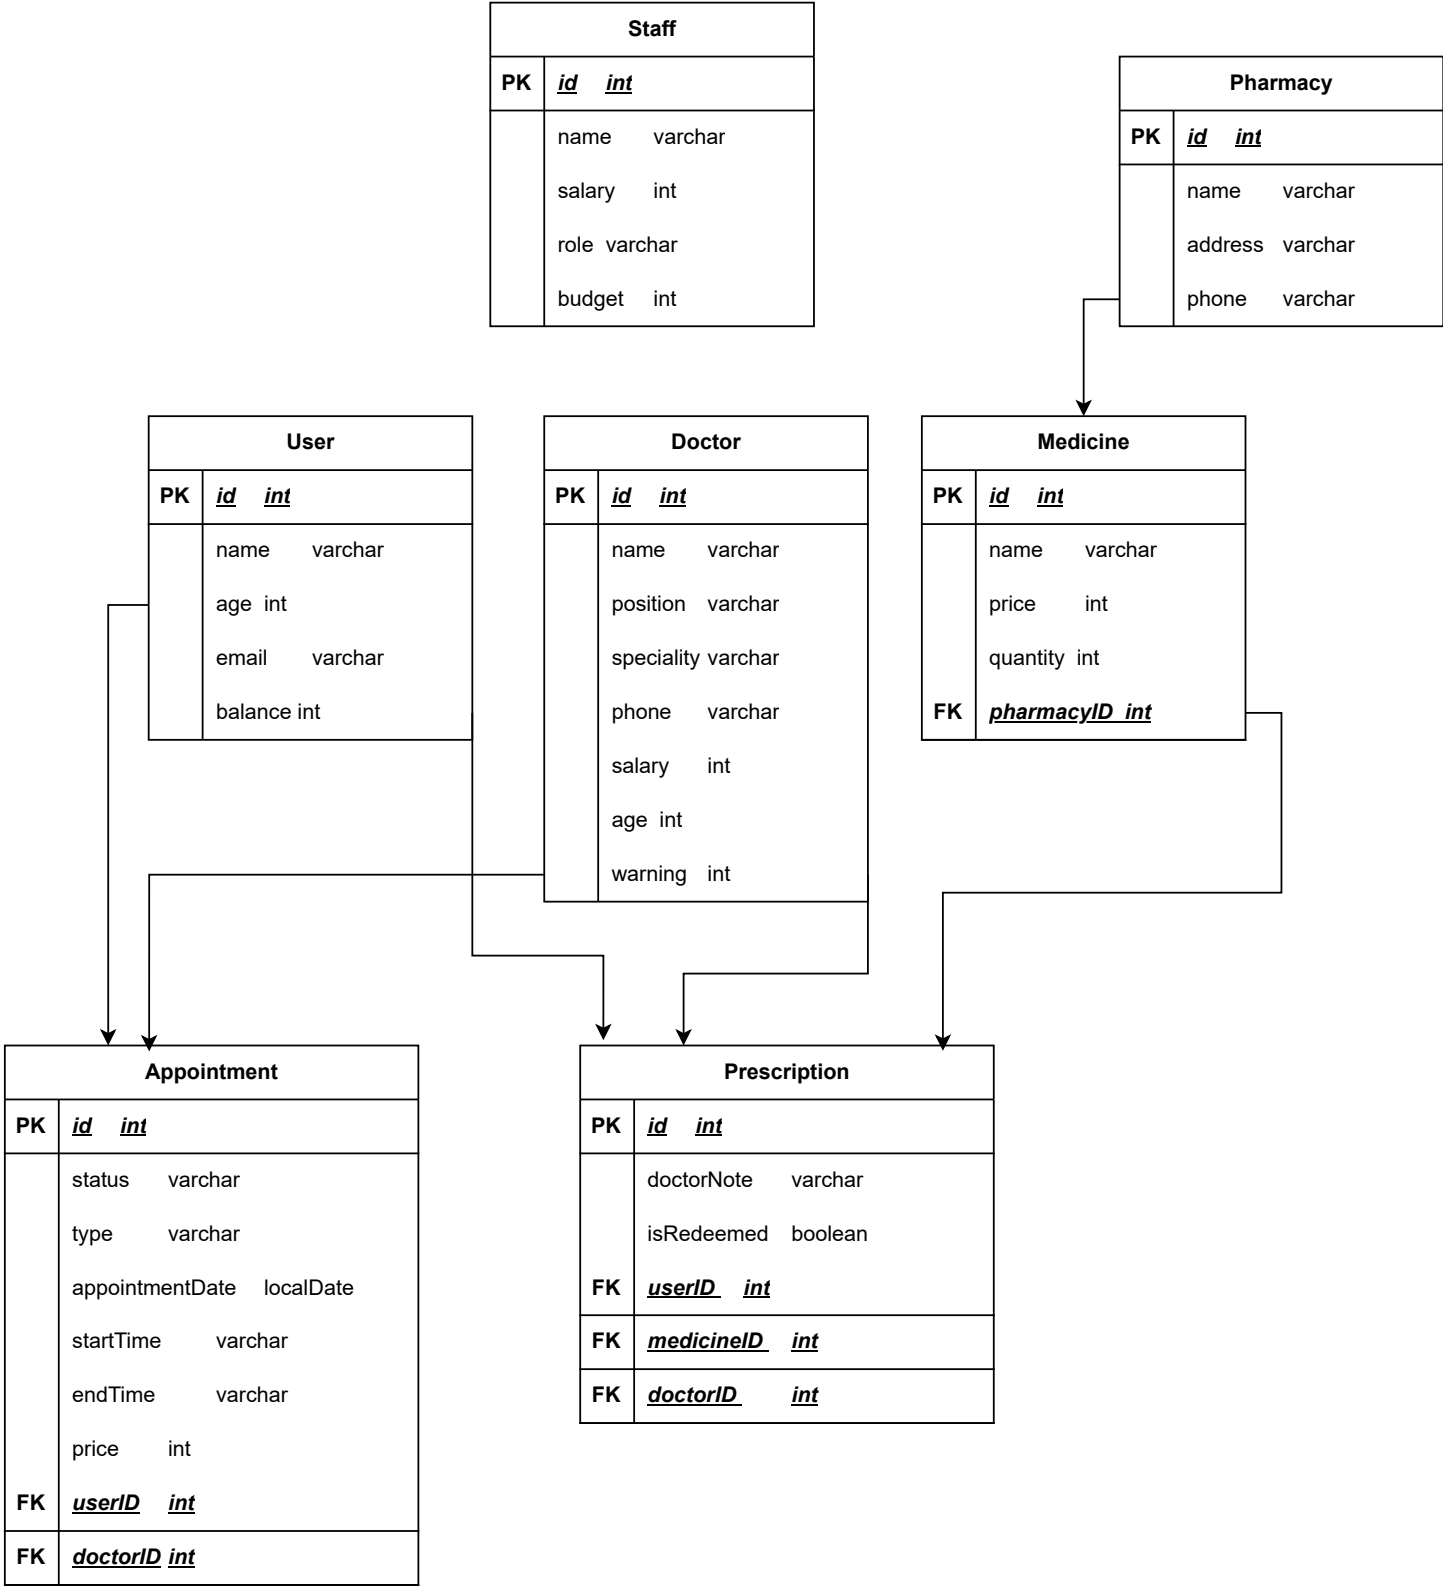 Staff
PK id int
name varchar
salary int
role varchar
budget int
Pharmacy
PK id int
name varchar
address varchar
phone varchar
User
PK id int
name varchar
age int
email varchar
balance int
Doctor
PK id int
name varchar
position varchar
speciality varchar
phone varchar
salary int
age int
warning int
Medicine
PK id int
name varchar
price int
quantity int
FK pharmacyID int
Appointment
PK id int
status varchar
type varchar
appointmentDate localDate
startTime varchar
endTime varchar
price int
FK userID int
FK doctorID int
Prescription
PK id int
doctorNote varchar
isRedeemed boolean
FK userID int
FK medicineID int
FK doctorID int